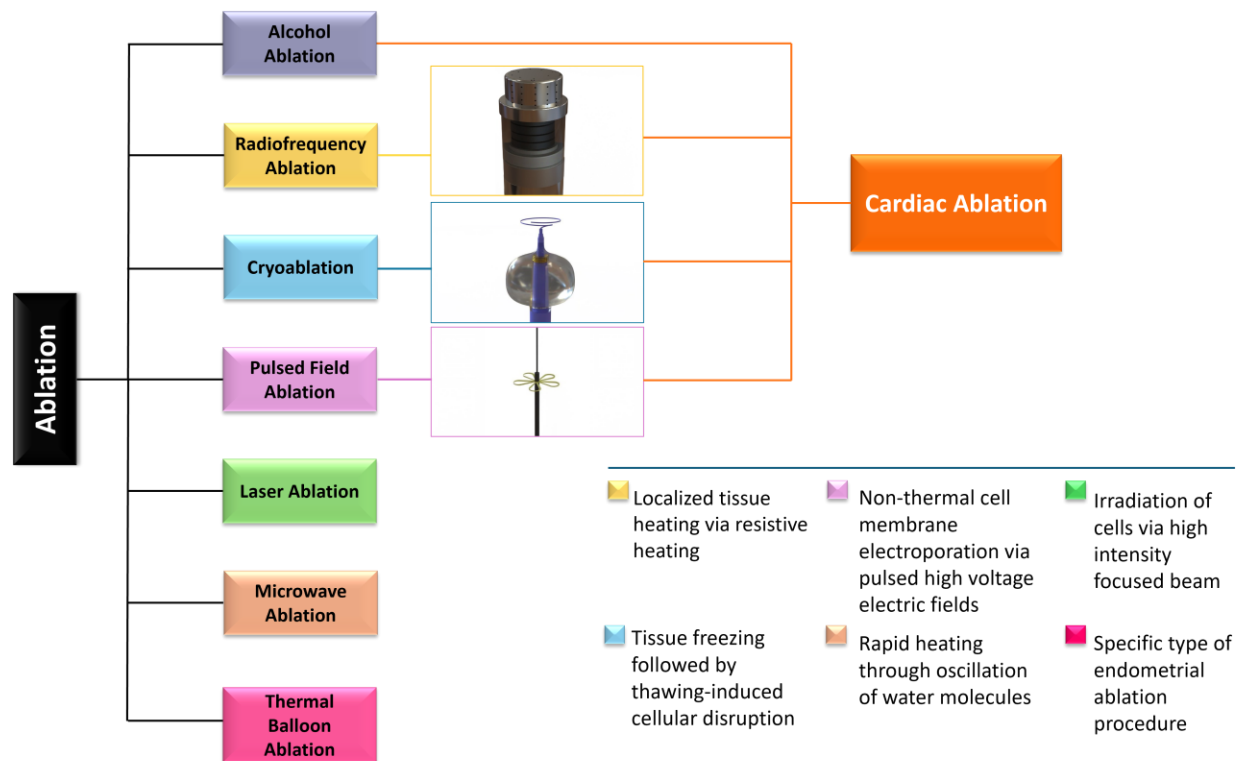 Alcohol
Ablation
Radiofrequency
Ablation
Cryoablation
Pulsed Field
Ablation
Laser Ablation
Microwave
Ablation
Thermal
Balloon
Ablation
Ablation
Cardiac Ablation
Localized tissue
heating via resistive
heating
Non-thermal cell
membrane
electroporation via
pulsed high voltage
electric fields
Irradiation of
cells via high
intensity
focused beam
Tissue freezing
followed by
thawing-induced
cellular disruption
Rapid heating
through oscillation
of water molecules
Specific type of
endometrial
ablation
procedure